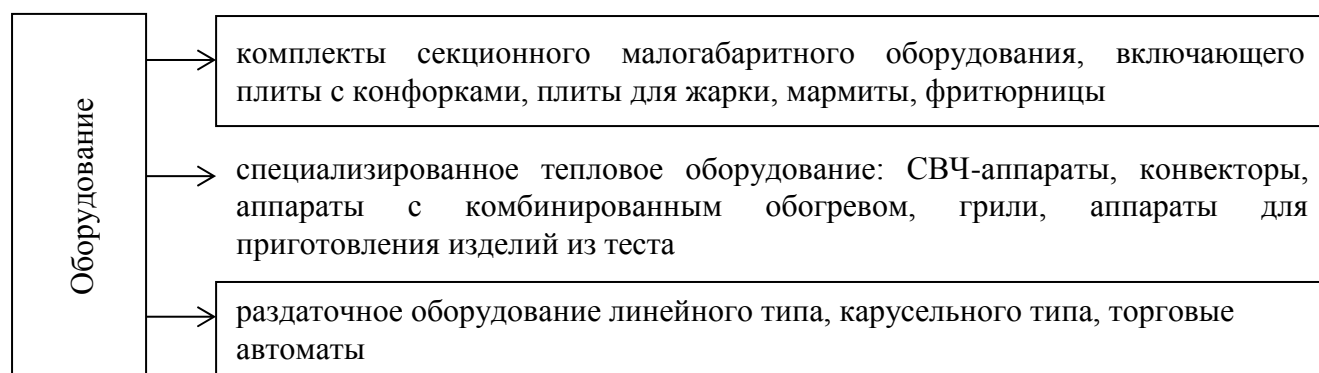 Оборудование
комплекты секционного малогабаритного оборудования, включающего
плиты с конфорками, плиты для жарки, мармиты, фритюрницы
специализированное тепловое оборудование: СВЧ-аппараты, конвекторы,
аппараты с комбинированным обогревом, грили, аппараты для
приготовления изделий из теста
раздаточное оборудование линейного типа, карусельного типа, торговые
автоматы